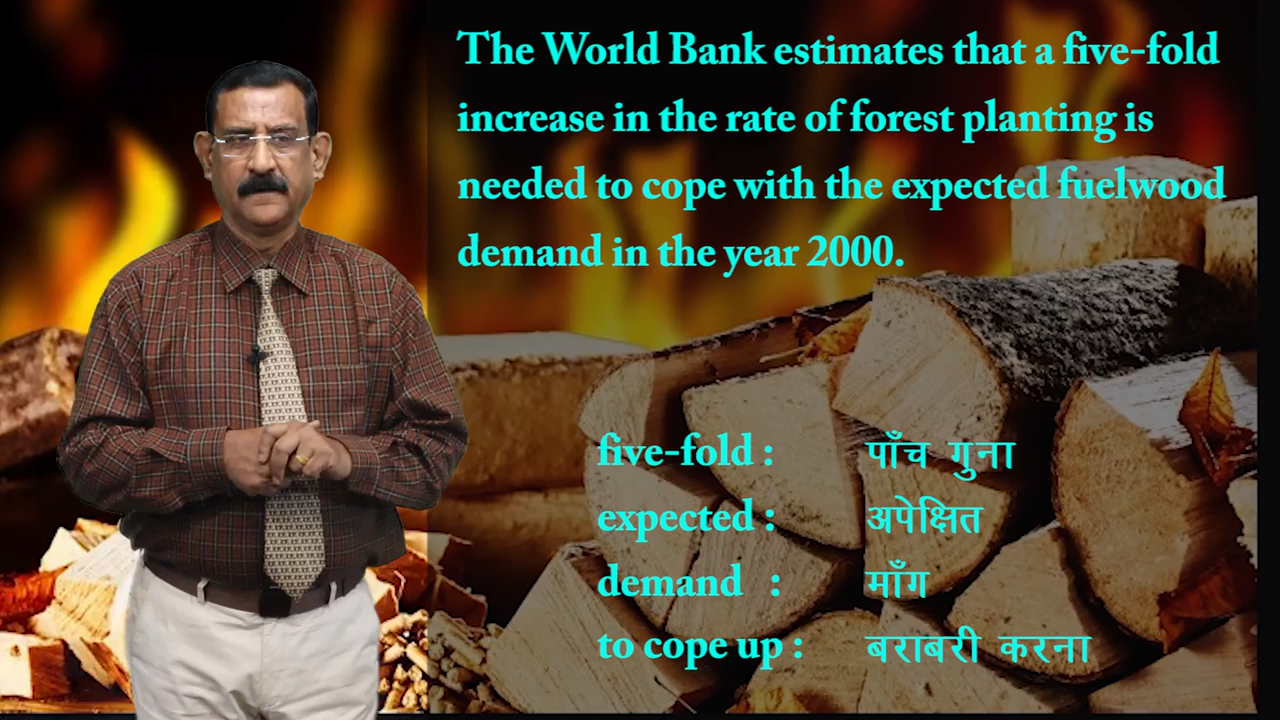 The World Bank estimates that a five-fold
increase in the rate of forest planting is
needed to cope with the expected fuelwood
demand in the year 2000.
five-fold : पाँच गुना
expected : अपेक्षित
demand : माँग
to cope up : बराबरी करना